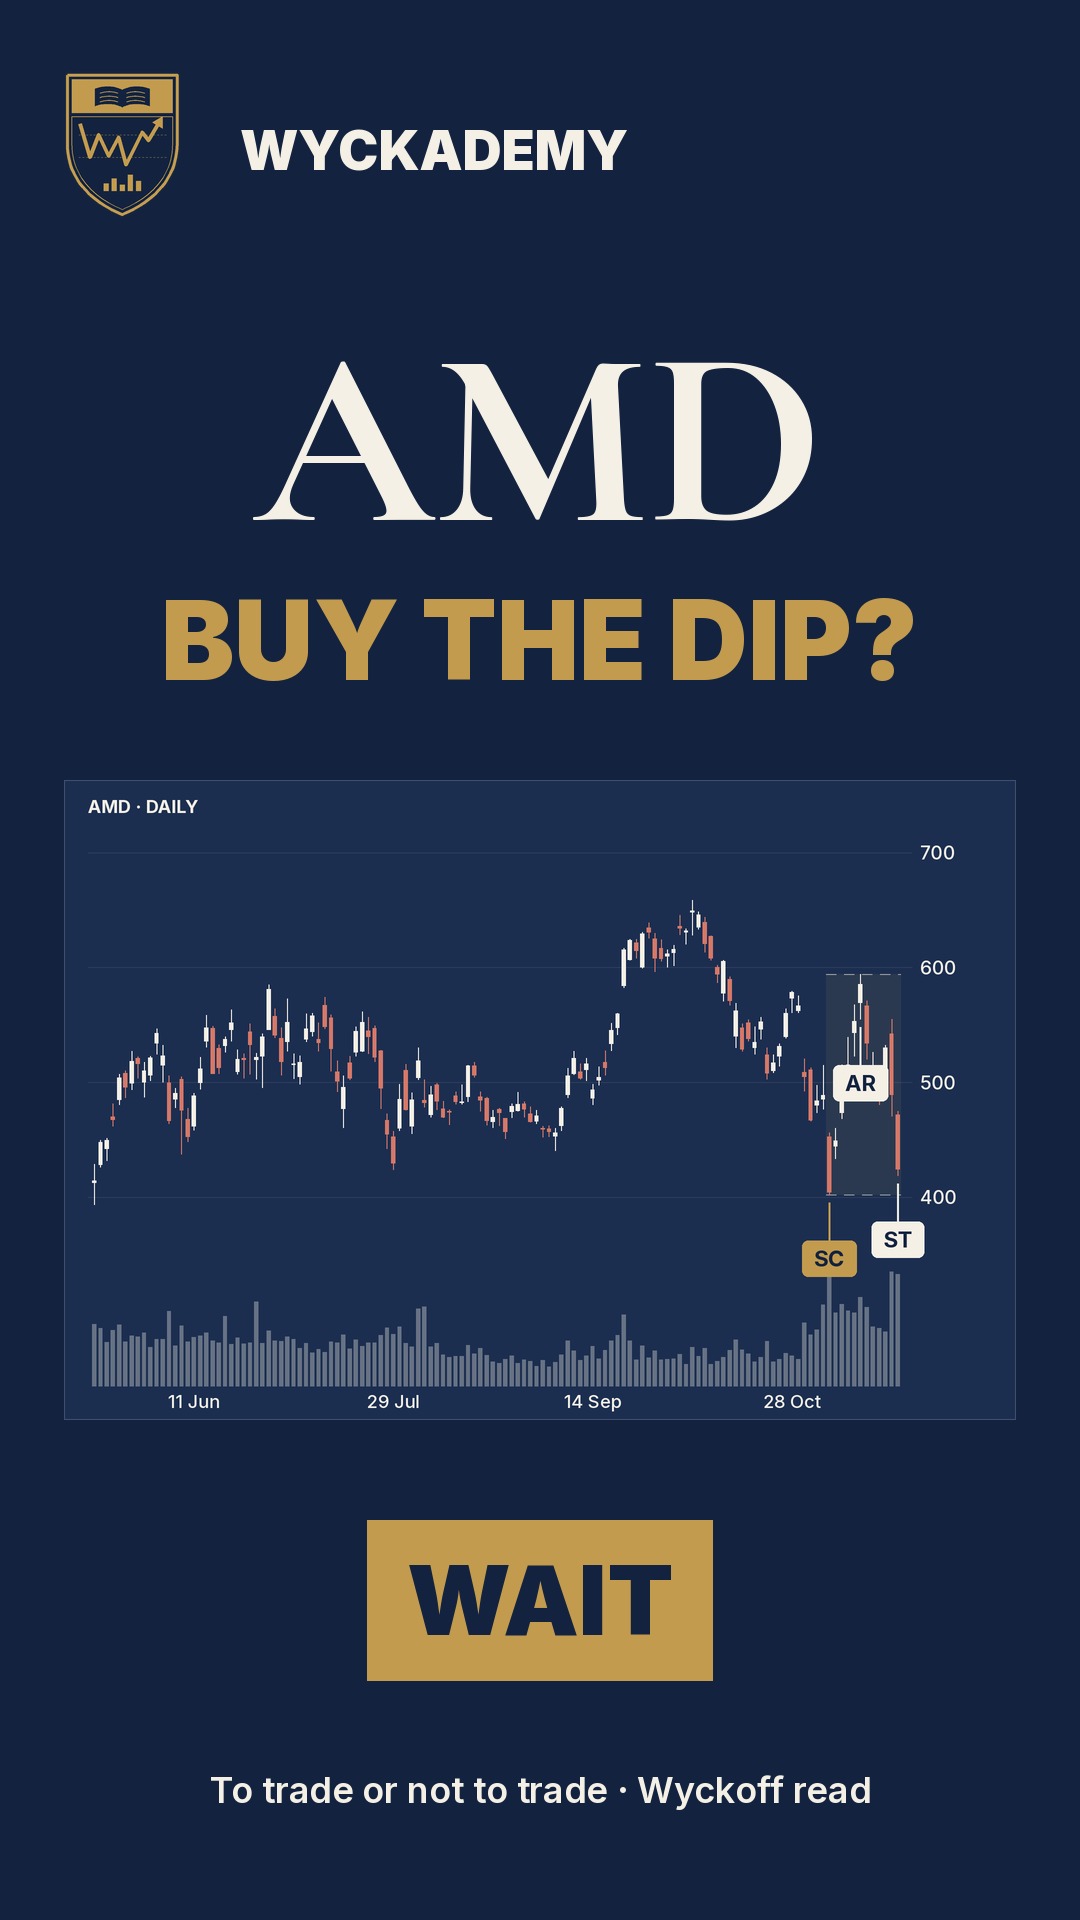 WYCKADEMY
AMD
BUY THE DIP?
AMD · DAILY
700
600
500
400
AR
ST
SC
11 Jun
29 Jul
14 Sep
28 Oct
WAIT
To trade or not to trade · Wyckoff read